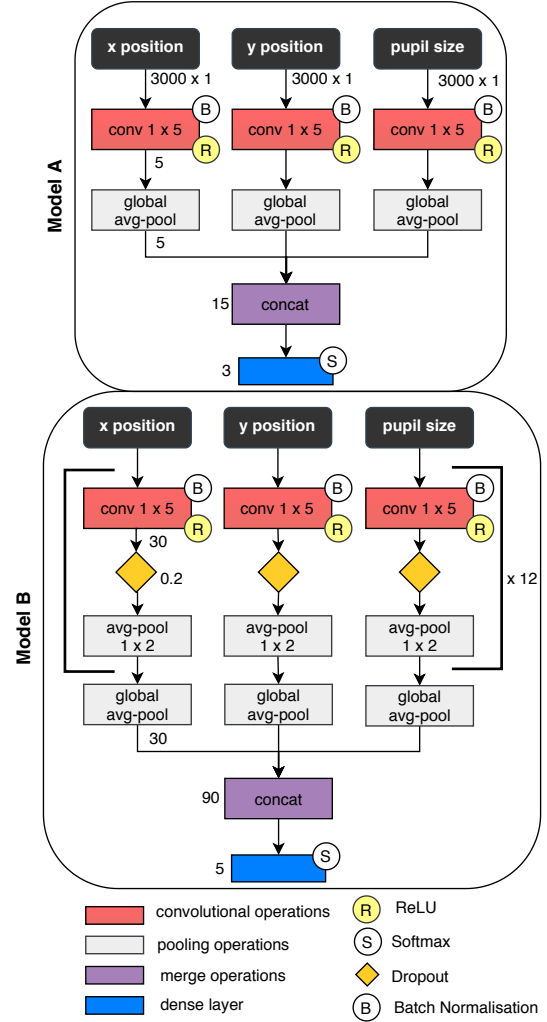 x position
y position
pupil size
3000 x 1
3000 x 1
3000 x 1
B
B
B
conv 1 x 5
conv 1 x 5
conv 1 x 5
R
R
R
5
global
avg-pool
global
avg-pool
global
avg-pool
5
15
concat
S
3
Model A
x position
y position
pupil size
B
B
B
conv 1 x 5
conv 1 x 5
conv 1 x 5
R
R
R
30
0.2
x 12
avg-pool
1 x 2
avg-pool
1 x 2
avg-pool
1 x 2
global
avg-pool
global
avg-pool
global
avg-pool
30
90
concat
S
5
Model B
convolutional operations
pooling operations
merge operations
dense layer
R
ReLU
S
Softmax
Dropout
B
Batch Normalisation